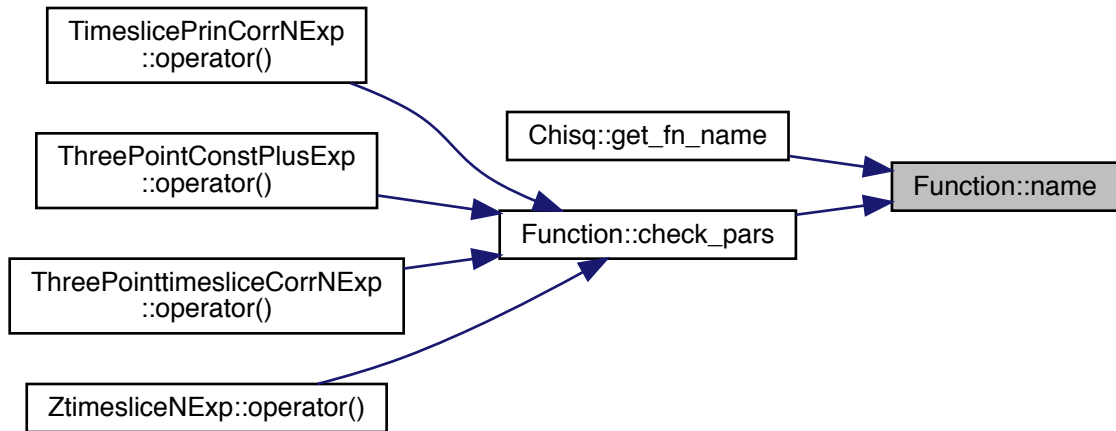 TimeslicePrinCorrNExp
::operator()
ThreePointConstPlusExp
::operator()
ThreePointtimesliceCorrNExp
::operator()
ZtimesliceNExp::operator()
Chisq::get_fn_name
Function::check_pars
Function::name